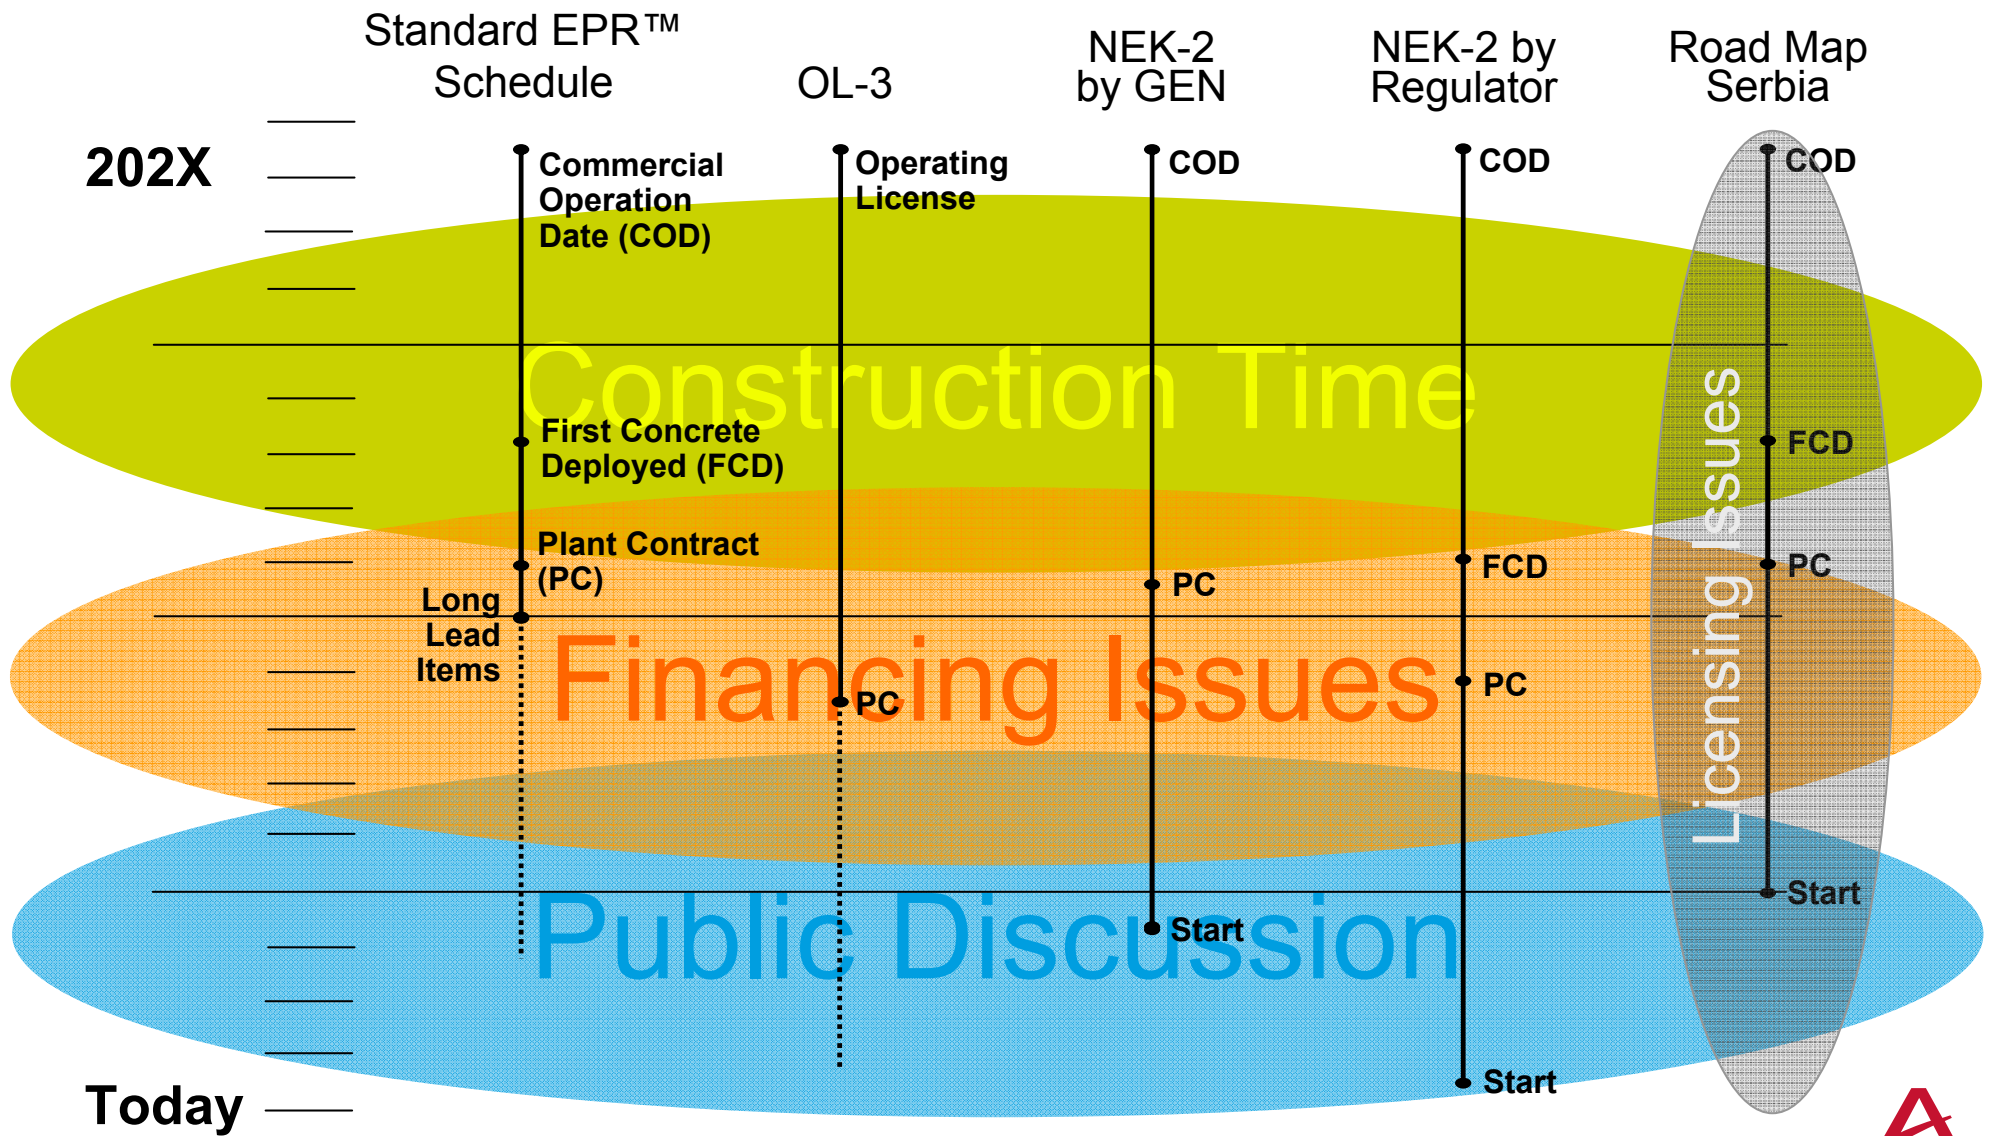 Standard EPR™
Schedule
OL-3
NEK-2
by GEN
NEK-2 by
Regulator
Road Map
Serbia
202X
Commercial
Operation
Date (COD)
Operating
License
COD
COD
COD
Construction Time
First Concrete
Deployed (FCD)
FCD
Plant Contract
(PC)
PC
FCD
PC
Long
Lead
Items
Financing Issues
PC
PC
Licensing Issues
Public Discussion
Start
Start
Start
Today